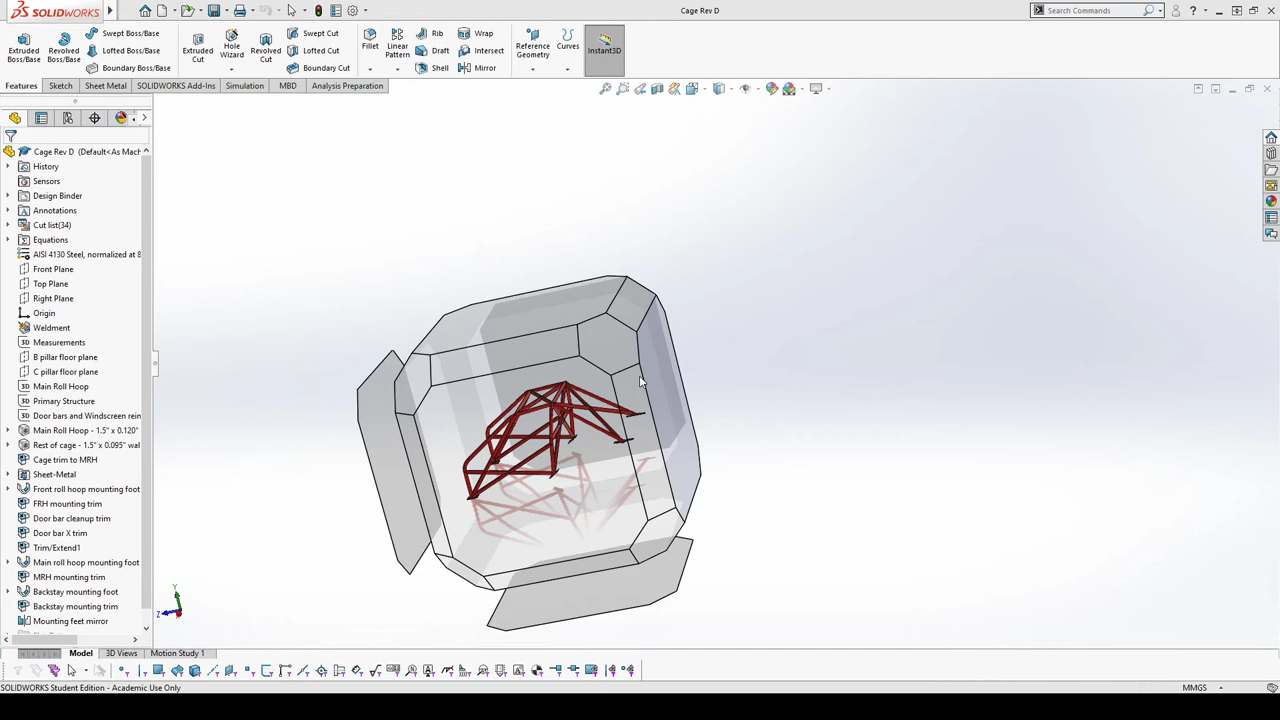 SOLIDWORKS
Cage Rev D
Search Commands
Extruded Boss/Base
Revolved Boss/Base
Swept Boss/Base
Lofted Boss/Base
Boundary Boss/Base
Extruded Cut
Hole Wizard
Revolved Cut
Swept Cut
Lofted Cut
Boundary Cut
Fillet
Linear Pattern
Rib
Draft
Shell
Wrap
Intersect
Mirror
Reference Geometry
Curves
Instant3D
Features
Sketch
Sheet Metal
SOLIDWORKS Add-Ins
Simulation
MBD
Analysis Preparation
Cage Rev D (Default<As Mach
History
Sensors
Design Binder
Annotations
Cut list(34)
Equations
AISI 4130 Steel, normalized at 8
Front Plane
Top Plane
Right Plane
Origin
Weldment
3D Measurements
B pillar floor plane
C pillar floor plane
3D Main Roll Hoop
3D Primary Structure
3D Door bars and Windscreen rein
Main Roll Hoop - 1.5" x 0.120"
Rest of cage - 1.5" x 0.095" wal
Cage trim to MRH
Sheet-Metal
Front roll hoop mounting foot
FRH mounting trim
Door bar cleanup trim
Door bar X trim
Trim/Extend1
Main roll hoop mounting foot
MRH mounting trim
Backstay mounting foot
Backstay mounting trim
Mounting feet mirror
Y
Z
Model
3D Views
Motion Study 1
SOLIDWORKS Student Edition - Academic Use Only
MMGS